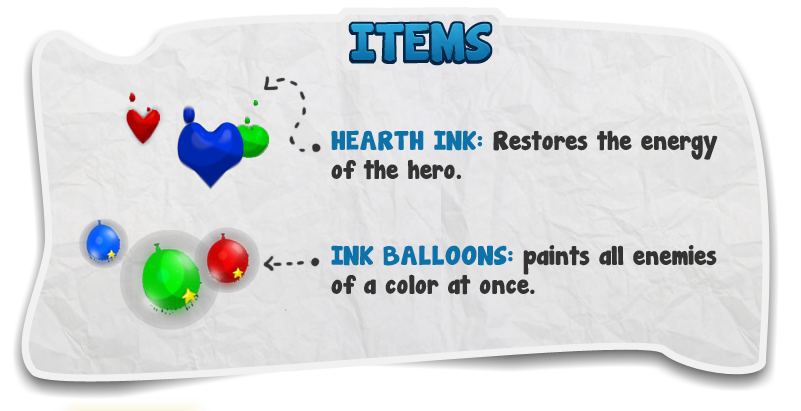 ITEMS
HEARTH INK: Restores the energy
of the hero.
INK BALLOONS: paints all enemies
of a color at once.